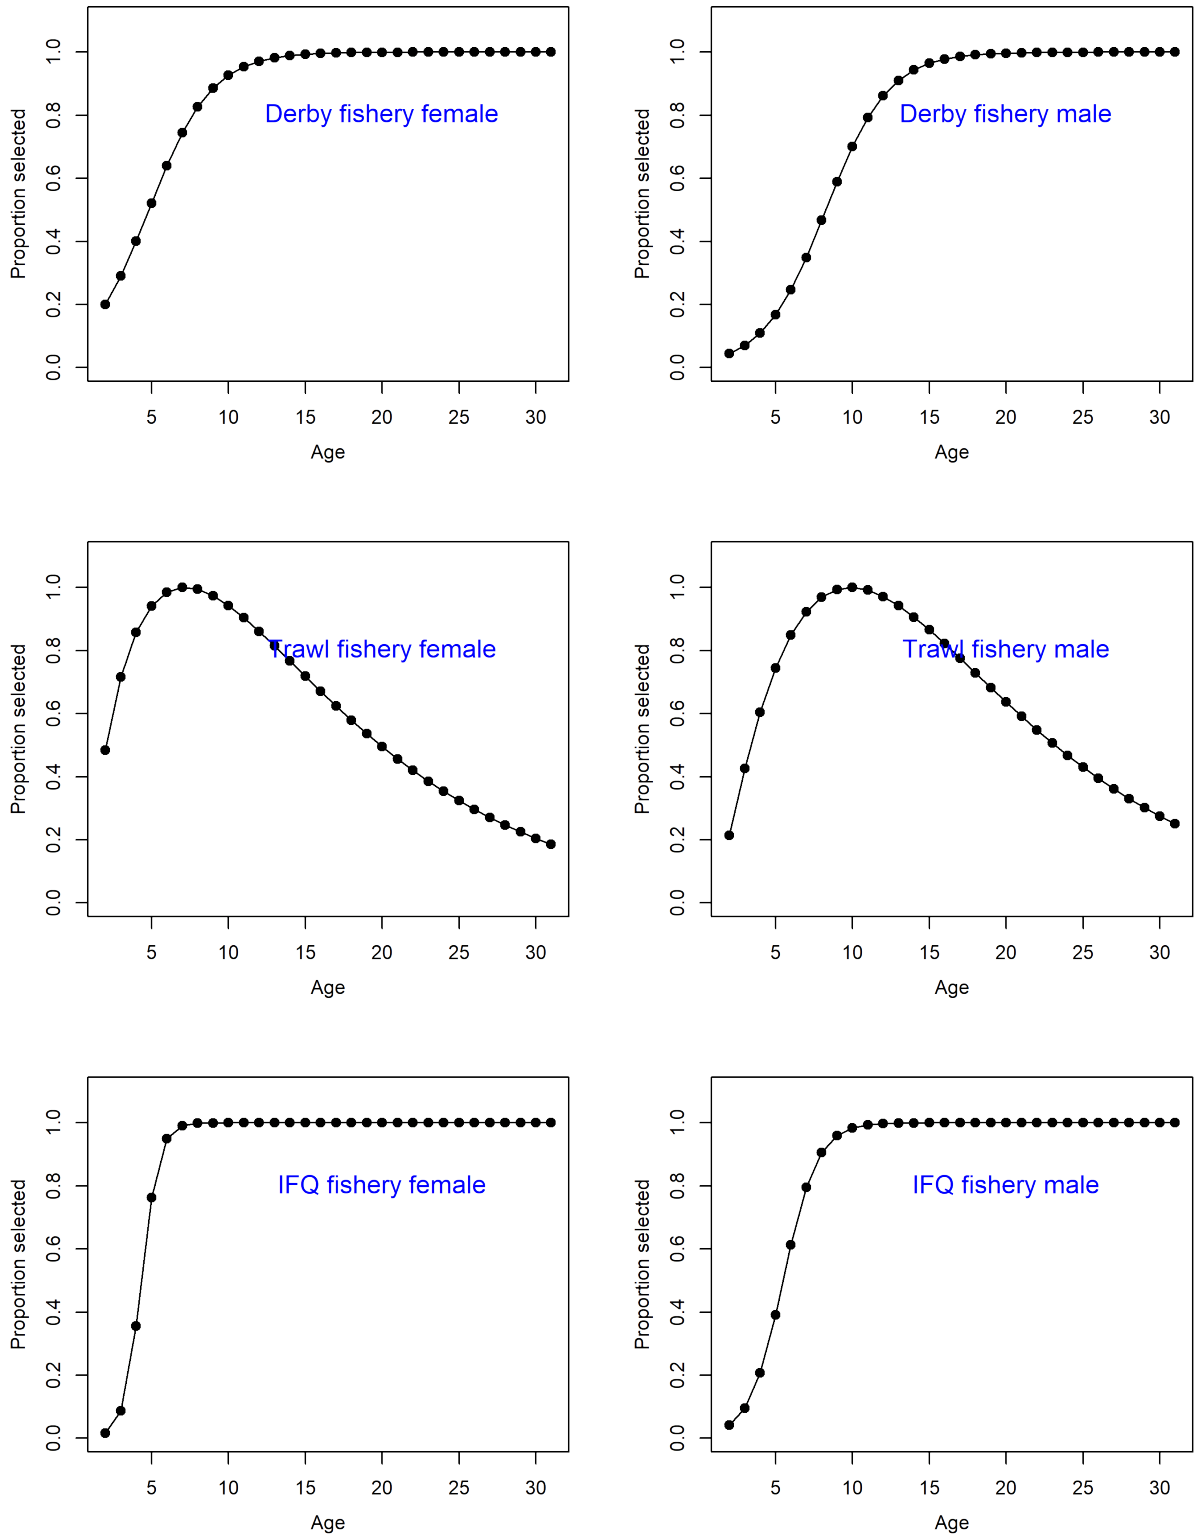 Derby fishery female
Proportion selected
0.0 0.2 0.4 0.6 0.8 1.0
5 10 15 20 25 30
Age
Derby fishery male
Proportion selected
0.0 0.2 0.4 0.6 0.8 1.0
5 10 15 20 25 30
Age
Trawl fishery female
Proportion selected
0.0 0.2 0.4 0.6 0.8 1.0
5 10 15 20 25 30
Age
Trawl fishery male
Proportion selected
0.0 0.2 0.4 0.6 0.8 1.0
5 10 15 20 25 30
Age
IFQ fishery female
Proportion selected
0.0 0.2 0.4 0.6 0.8 1.0
5 10 15 20 25 30
Age
IFQ fishery male
Proportion selected
0.0 0.2 0.4 0.6 0.8 1.0
5 10 15 20 25 30
Age